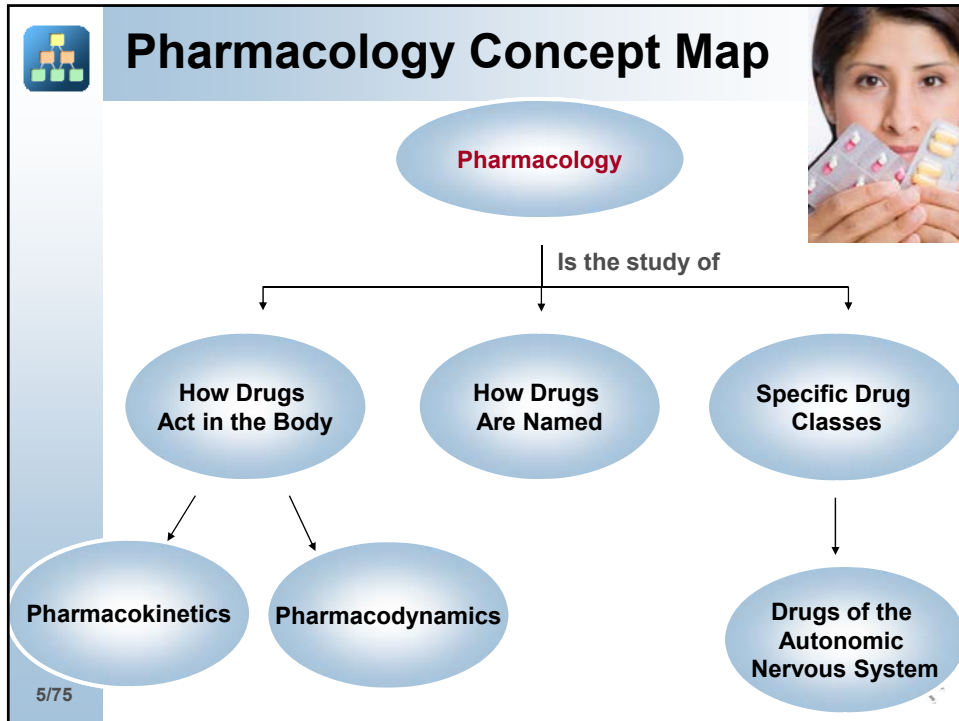 Pharmacology Concept Map
Pharmacology
Is the study of
How Drugs
Act in the Body
How Drugs
Are Named
Specific Drug
Classes
Pharmacokinetics
Pharmacodynamics
Drugs of the
Autonomic
Nervous System
5/75